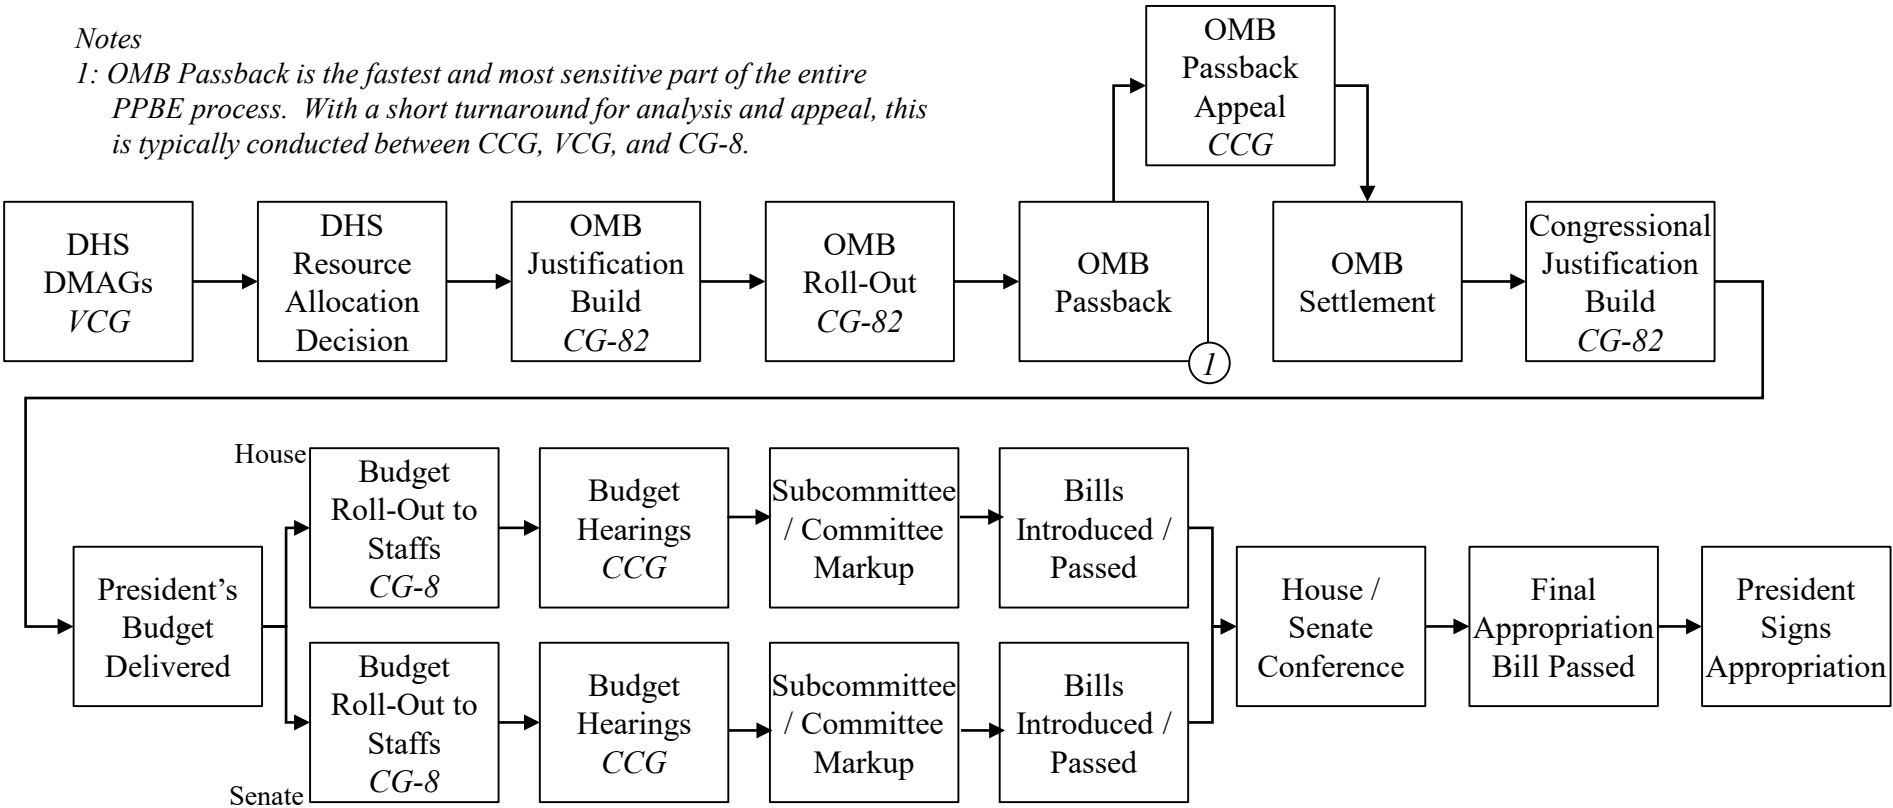 Notes
1: OMB Passback is the fastest and most sensitive part of the entire
PPBE process.  With a short turnaround for analysis and appeal, this
is typically conducted between CCG, VCG, and CG-8.
OMB
Passback
Appeal
CCG
DHS
DMAGs
VCG
DHS
Resource
Allocation
Decision
OMB
Justification
Build
CG-82
OMB
Roll-Out
CG-82
OMB
Passback
1
OMB
Settlement
Congressional
Justification
Build
CG-82
President's
Budget
Delivered
House
Budget
Roll-Out to
Staffs
CG-8
Budget
Hearings
CCG
Subcommittee
/ Committee
Markup
Bills
Introduced /
Passed
Senate
Budget
Roll-Out to
Staffs
CG-8
Budget
Hearings
CCG
Subcommittee
/ Committee
Markup
Bills
Introduced /
Passed
House /
Senate
Conference
Final
Appropriation
Bill Passed
President
Signs
Appropriation